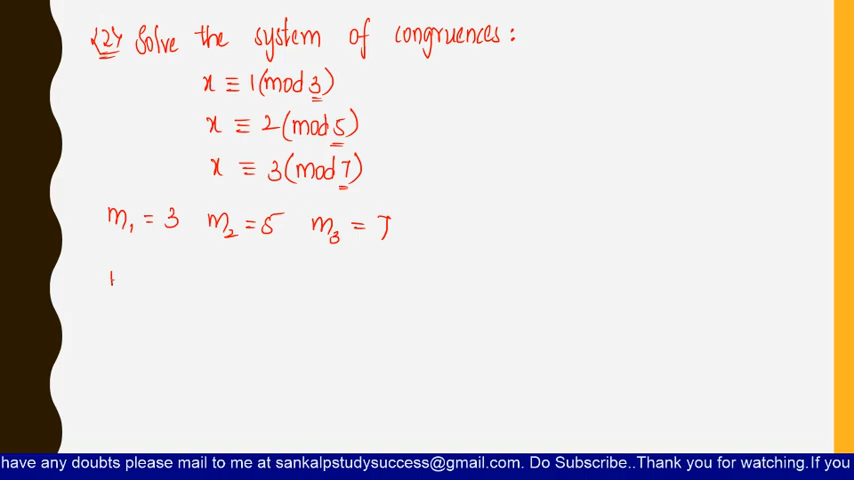 {2} Solve the system of congruences:
x ≡ 1(mod 3)
x ≡ 2(mod 5)
x ≡ 3(mod 7)
m₁ = 3 m₂ = 5 m₃ = 7
have any doubts please mail to me at sankalpstudysuccess@gmail.com. Do Subscribe..Thank you for watching.If you